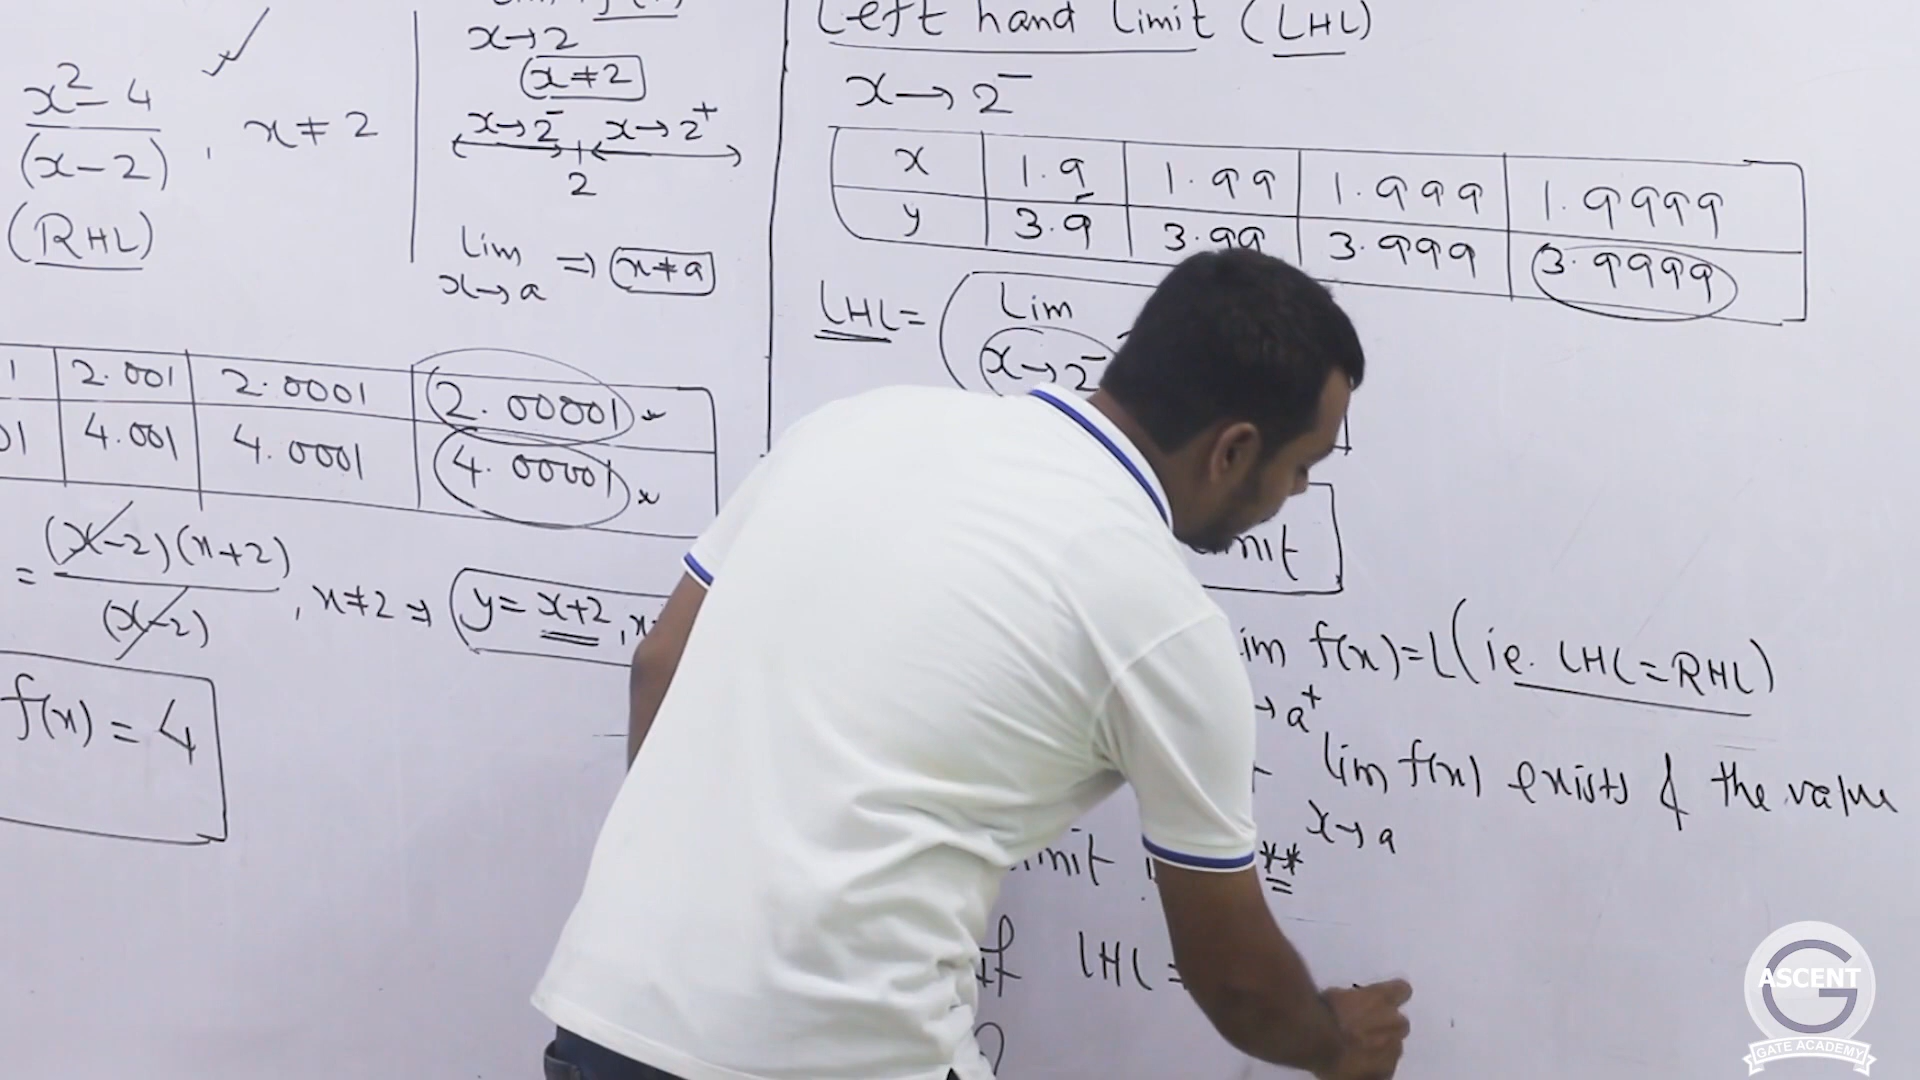 x² - 4
(x-2) , x ≠ 2
(RHL)
x→2
x ≠ 2
x→2⁻ x→2⁺
2
Lim ⇒ x ≠ a
x→a
1 2.001 2.0001 2.00001
01 4.001 4.0001 4.00001
= (x-2)(x+2)
(x-2) , x ≠ 2 ⇒ y = x+2 ,
f(x) = 4
Left hand Limit (LHL)
x → 2⁻
x 1.9 1.99 1.999 1.9999
y 3.9 3.99 3.999 3.9999
LHL = Lim
x→2⁻
im f(x) = L (ie. LHL = RHL)
→ a⁺
lim f(x) exists & the value
x→a
**
if LHL =
ASCENT
G
GATE ACADEMY